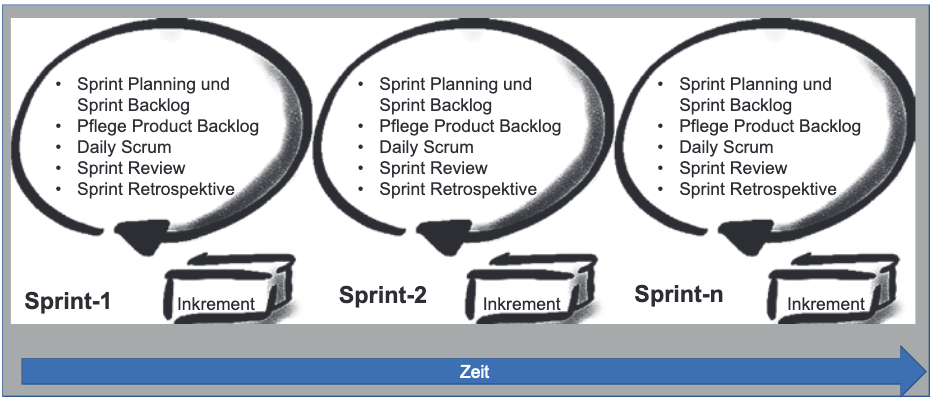 • Sprint Planning und
Sprint Backlog
• Pflege Product Backlog
• Daily Scrum
• Sprint Review
• Sprint Retrospektive
Sprint-1
Inkrement
• Sprint Planning und
Sprint Backlog
• Pflege Product Backlog
• Daily Scrum
• Sprint Review
• Sprint Retrospektive
Sprint-2
Inkrement
• Sprint Planning und
Sprint Backlog
• Pflege Product Backlog
• Daily Scrum
• Sprint Review
• Sprint Retrospektive
Sprint-n
Inkrement
Zeit